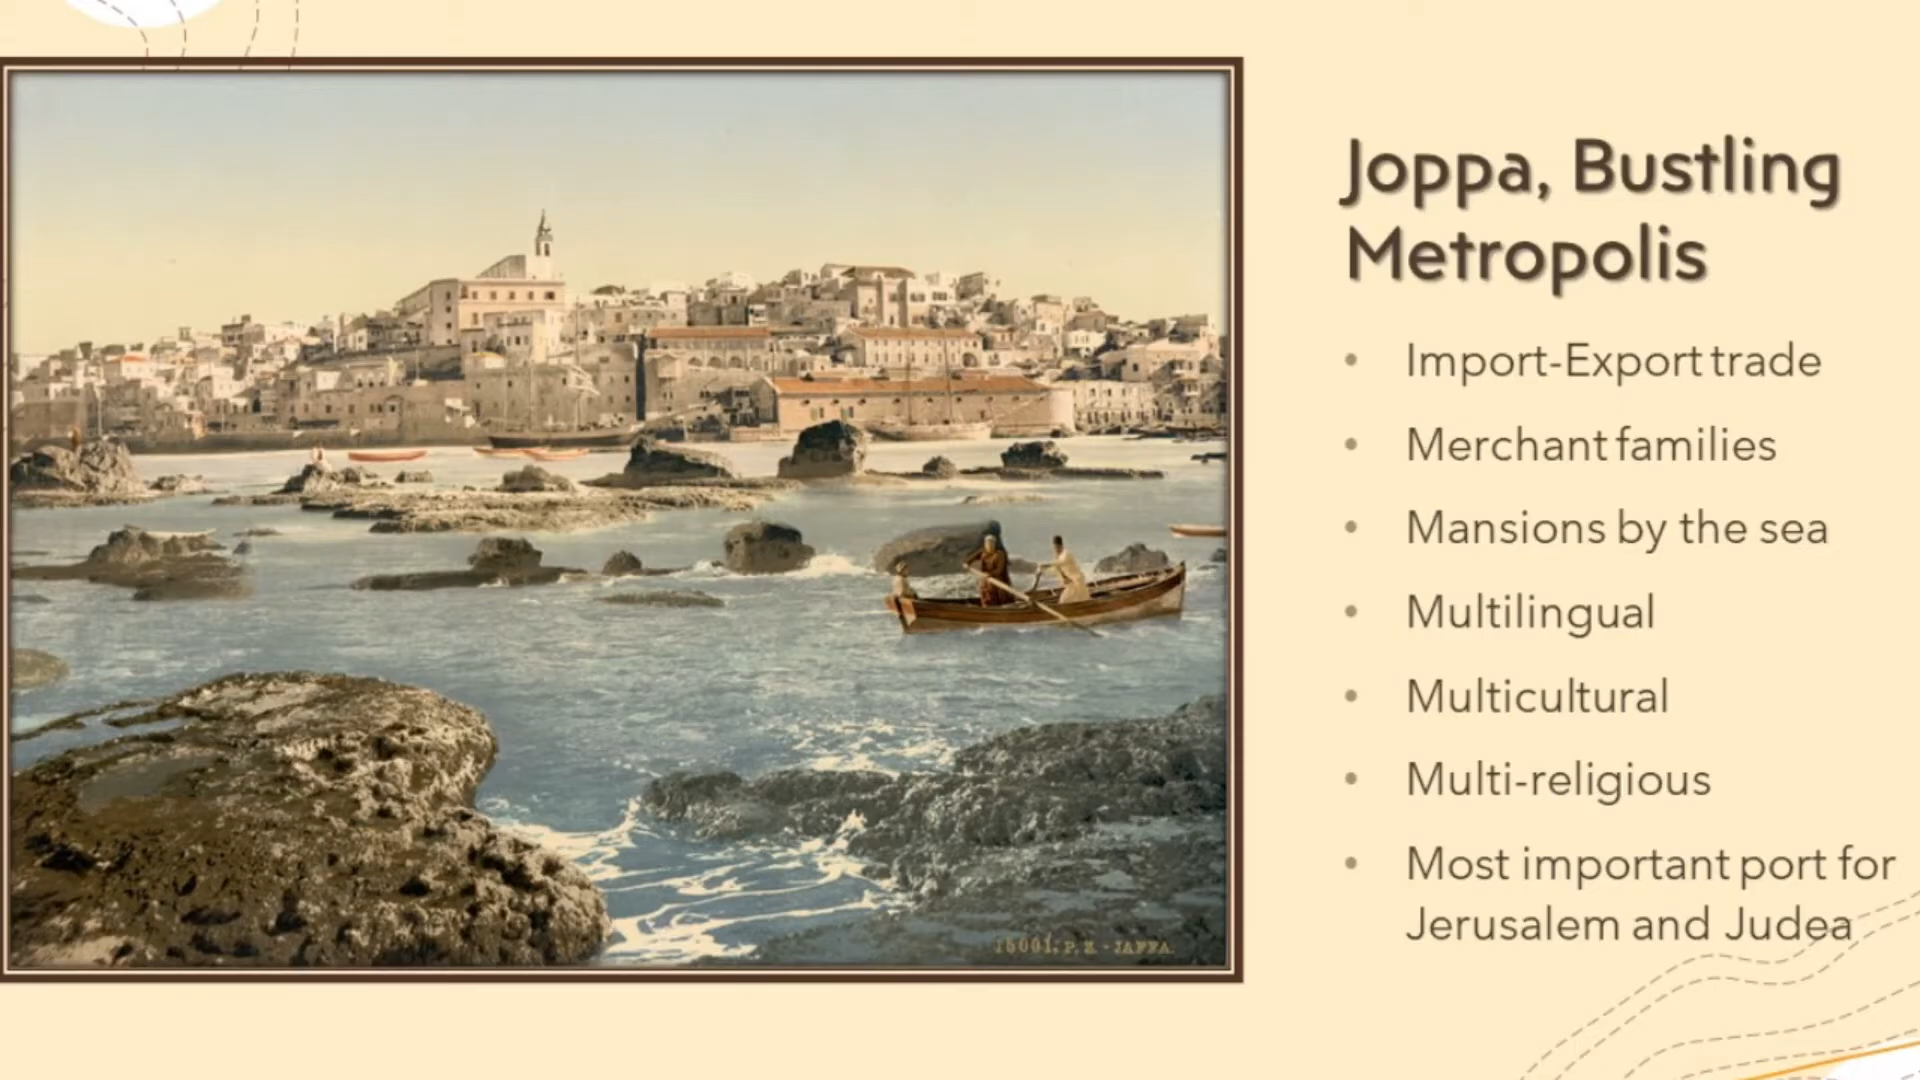 Joppa, Bustling
Metropolis
• Import-Export trade
• Merchant families
• Mansions by the sea
• Multilingual
• Multicultural
• Multi-religious
• Most important port for
Jerusalem and Judea
15001. P. Z. - JAFFA.